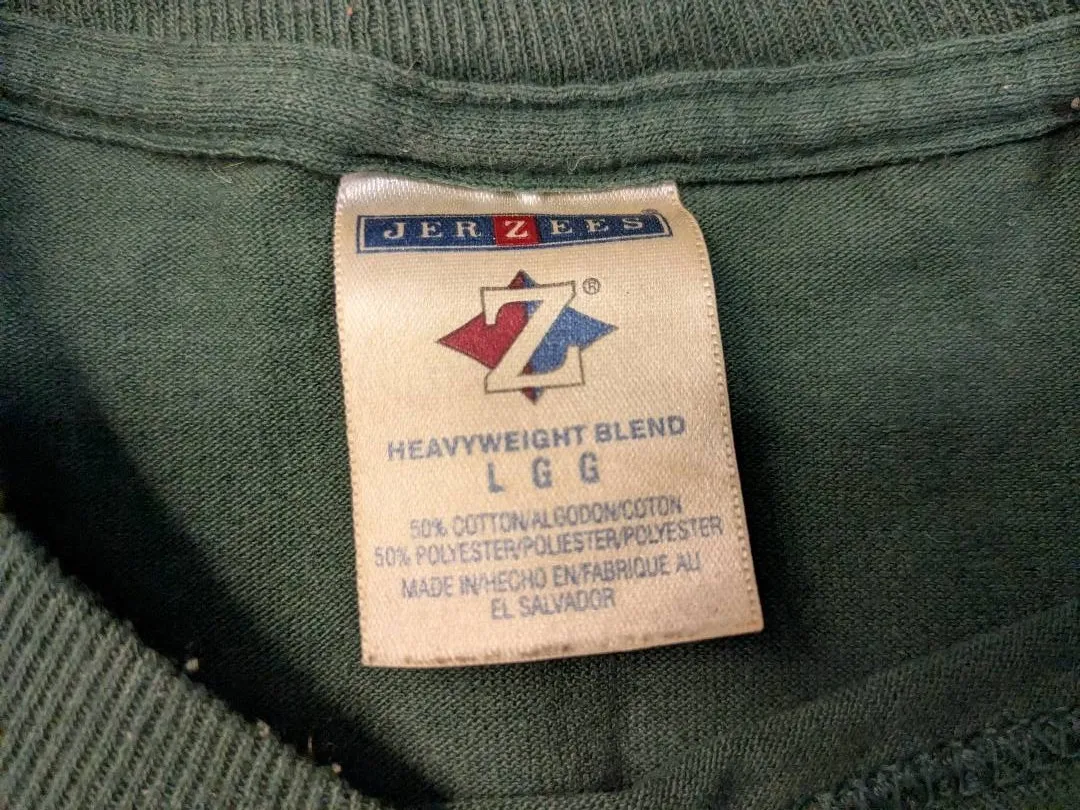 JERZEES®
Z®
HEAVYWEIGHT BLEND
L G G
50% COTTON/ALGODON/COTON
50% POLYESTER/POLIESTER/POLYESTER
MADE IN/HECHO EN/FABRIQUE AU
EL SALVADOR